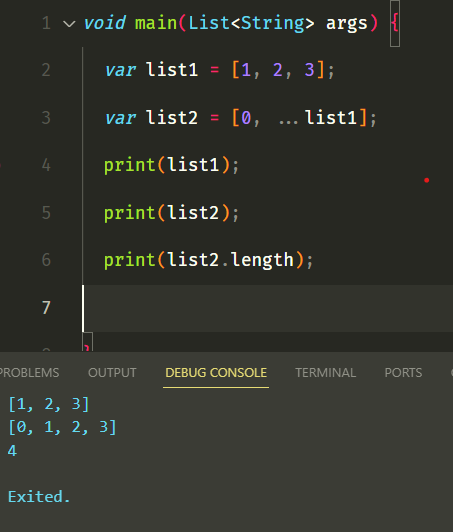 1 void main(List<String> args) {
2 var list1 = [1, 2, 3];
3 var list2 = [0, ...list1];
4 print(list1);
5 print(list2);
6 print(list2.length);
7
}
PROBLEMS OUTPUT DEBUG CONSOLE TERMINAL PORTS
[1, 2, 3]
[0, 1, 2, 3]
4
Exited.